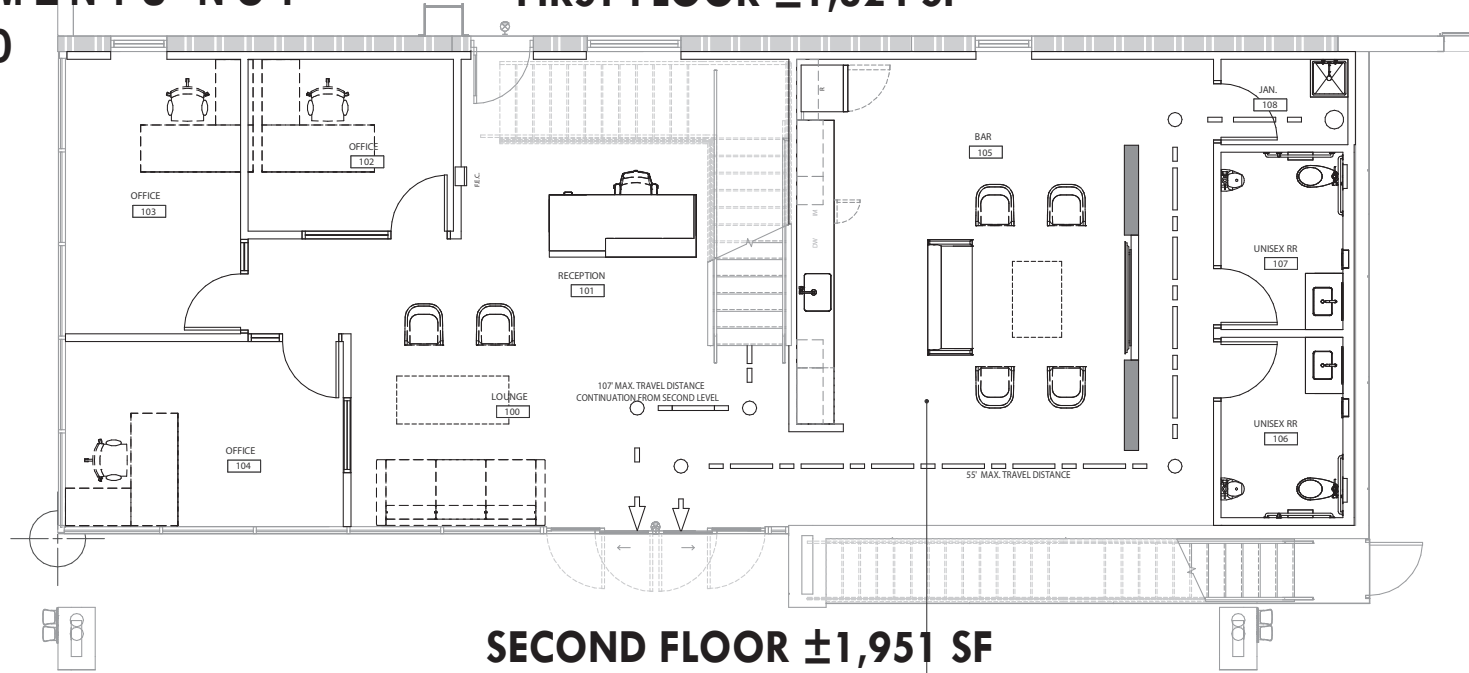 FIRST FLOOR ±1,824 SF
JAN.
108
R
BAR
105
OFFICE
102
F.E.C.
OFFICE
103
DW
IM
UNISEX RR
107
RECEPTION
101
107' MAX. TRAVEL DISTANCE
CONTINUATION FROM SECOND LEVEL
LOUNGE
100
UNISEX RR
106
OFFICE
104
55' MAX. TRAVEL DISTANCE
SECOND FLOOR ±1,951 SF